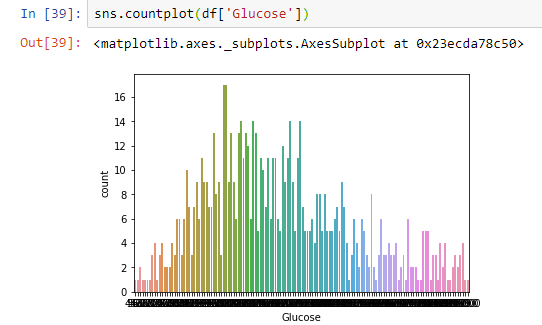 In [39]: sns.countplot(df['Glucose'])
Out[39]: <matplotlib.axes._subplots.AxesSubplot at 0x23ecda78c50>
16
14
12
10
8
6
4
2
0
count
Glucose